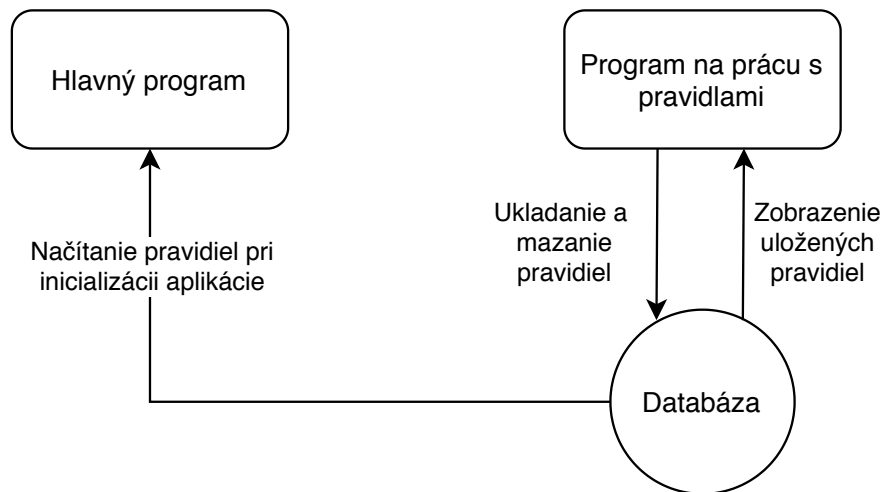 Hlavný program
Program na prácu s
pravidlami
Načítanie pravidiel pri
inicializácii aplikácie
Ukladanie a
mazanie
pravidiel
Zobrazenie
uložených
pravidiel
Databáza